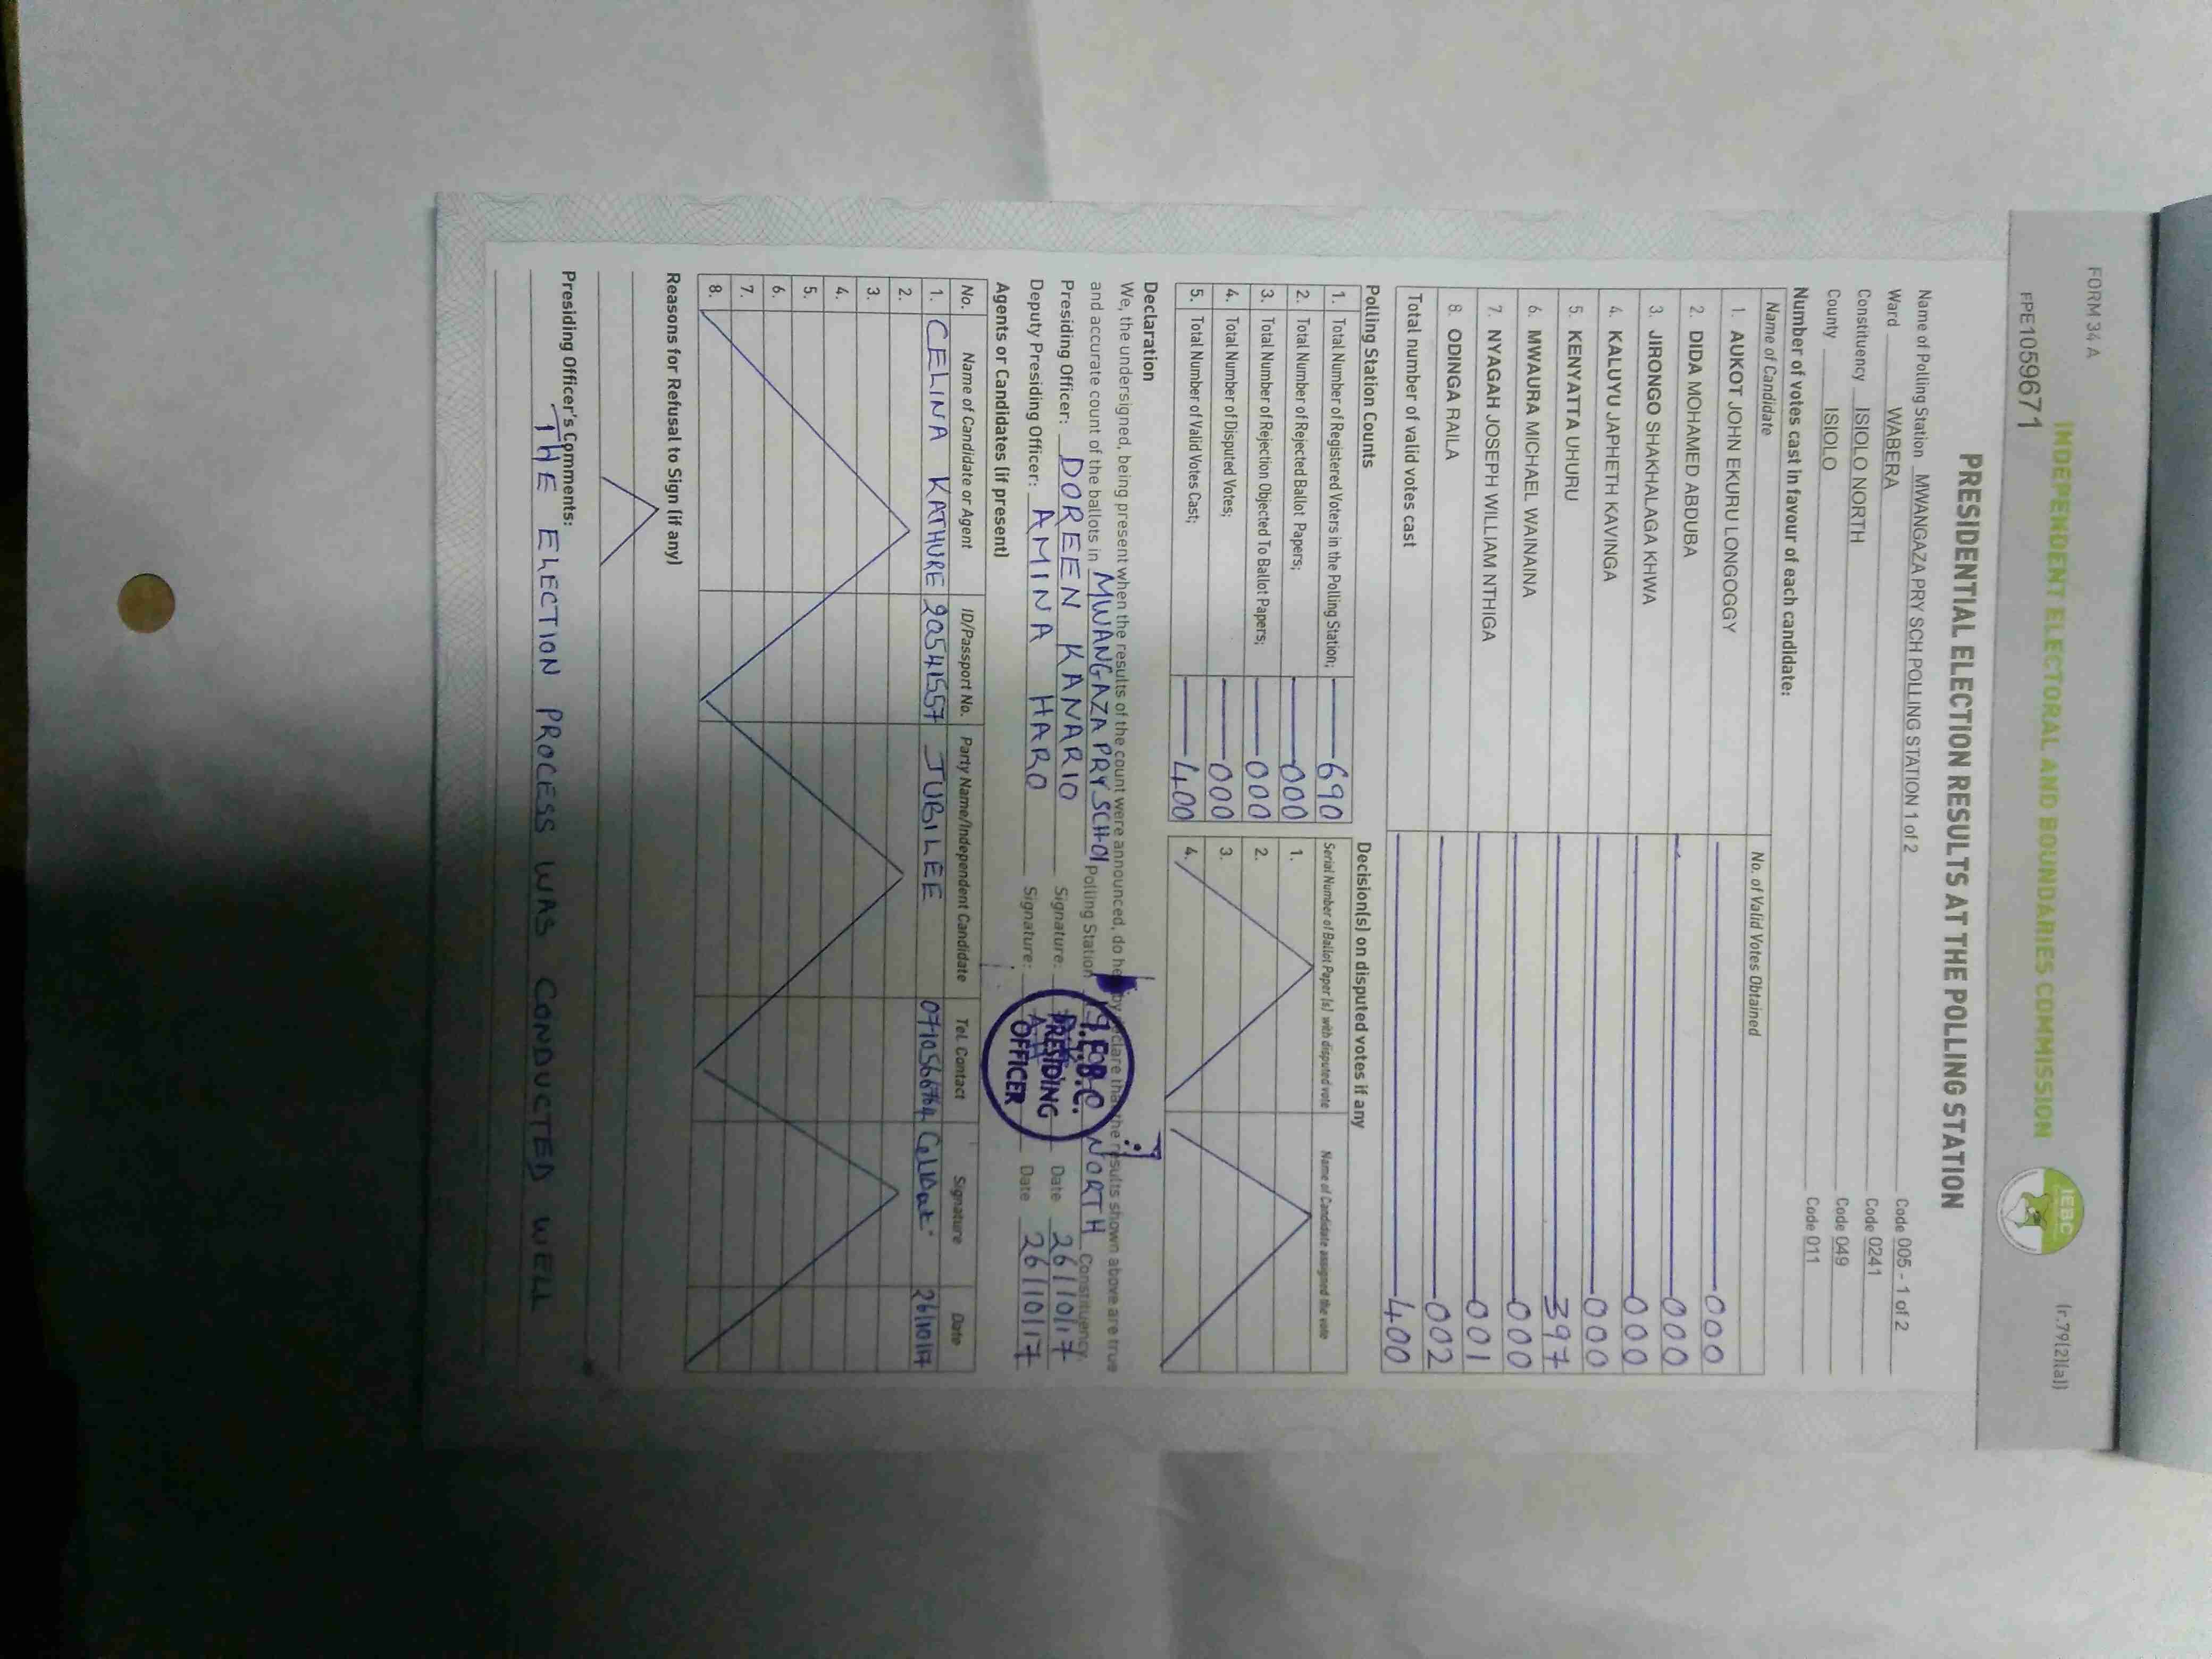 FORM 34 A
(r.79(2)(a))
INDEPENDENT ELECTORAL AND BOUNDARIES COMMISSION
IEBC
FPE1059671
PRESIDENTIAL ELECTION RESULTS AT THE POLLING STATION
Name of Polling Station MWANGAZA PRY SCH POLLING STATION 1 of 2 Code 005 - 1 of 2
Ward WABERA Code 0241
Constituency ISIOLO NORTH Code 049
County ISIOLO Code 011
Number of votes cast in favour of each candidate:
Name of Candidate No. of Valid Votes Obtained
1. AUKOT JOHN EKURU LONGOGGY 000
2. DIDA MOHAMED ABDUBA 000
3. JIRONGO SHAKHALAGA KHWA 000
4. KALUYU JAPHETH KAVINGA 000
5. KENYATTA UHURU 397
6. MWAURA MICHAEL WAINAINA 000
7. NYAGAH JOSEPH WILLIAM NTHIGA 001
8. ODINGA RAILA 002
Total number of valid votes cast 400
Polling Station Counts Decision(s) on disputed votes if any
Serial Number of Ballot Paper (s) with disputed vote Name of Candidate assigned the vote
1. Total Number of Registered Voters in the Polling Station; 690
2. Total Number of Rejected Ballot Papers; 000 1.
3. Total Number of Rejection Objected To Ballot Papers; 000 2.
4. Total Number of Disputed Votes; 000 3.
5. Total Number of Valid Votes Cast; 400 4.
Declaration
We, the undersigned, being present when the results of the count were announced, do hereby declare that the results shown above are true
and accurate count of the ballots in MWANGAZA PRY SCHOl Polling Station NORTH Constituency.
Presiding Officer: DOREEN KANARIO Signature: Date 26/10/17
Deputy Presiding Officer: AMINA HARO Signature: Date 26/10/17
I.E.B.C.
PRESIDING
OFFICER
Agents or Candidates (if present)
No. Name of Candidate or Agent ID/Passport No. Party Name/Independent Candidate Tel. Contact Signature Date
1. CELINA KATHURE 20541557 JUBILEE 26/10/17
2.
3.
4.
5.
6.
7.
8.
Reasons for Refusal to Sign (if any)
Presiding Officer's Comments:
THE ELECTION PROCESS WAS CONDUCTED WELL